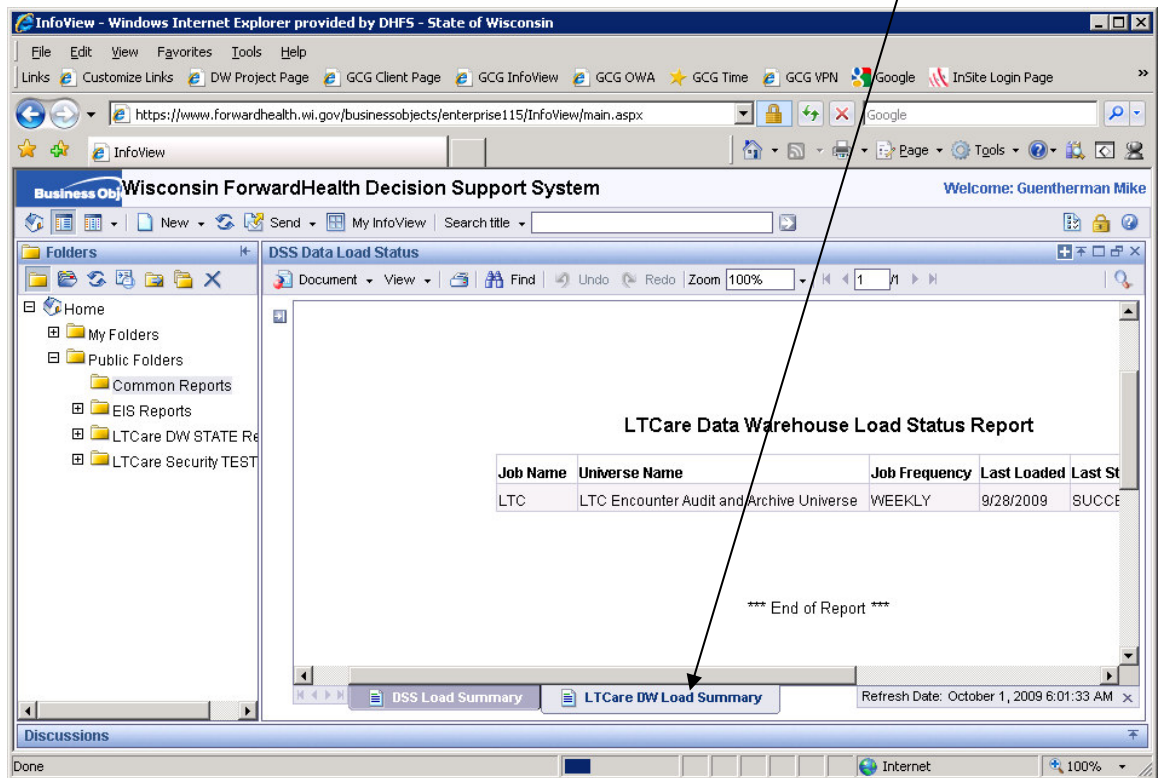 InfoView - Windows Internet Explorer provided by DHFS - State of Wisconsin
File Edit View Favorites Tools Help
Links Customize Links DW Project Page GCG Client Page GCG InfoView GCG OWA GCG Time GCG VPN Google InSite Login Page »
https://www.forwardhealth.wi.gov/businessobjects/enterprise115/InfoView/main.aspx Google
InfoView Page Tools
Business Obj Wisconsin ForwardHealth Decision Support System Welcome: Guentherman Mike
New Send My InfoView Search title
Folders DSS Data Load Status
Document View Find Undo Redo Zoom 100% 1 /1
Home
My Folders
Public Folders
Common Reports
EIS Reports
LTCare DW STATE Re
LTCare Security TEST
LTCare Data Warehouse Load Status Report
Job Name Universe Name Job Frequency Last Loaded Last St
LTC LTC Encounter Audit and Archive Universe WEEKLY 9/28/2009 SUCCE
*** End of Report ***
DSS Load Summary LTCare DW Load Summary Refresh Date: October 1, 2009 6:01:33 AM
Discussions
Done Internet 100%